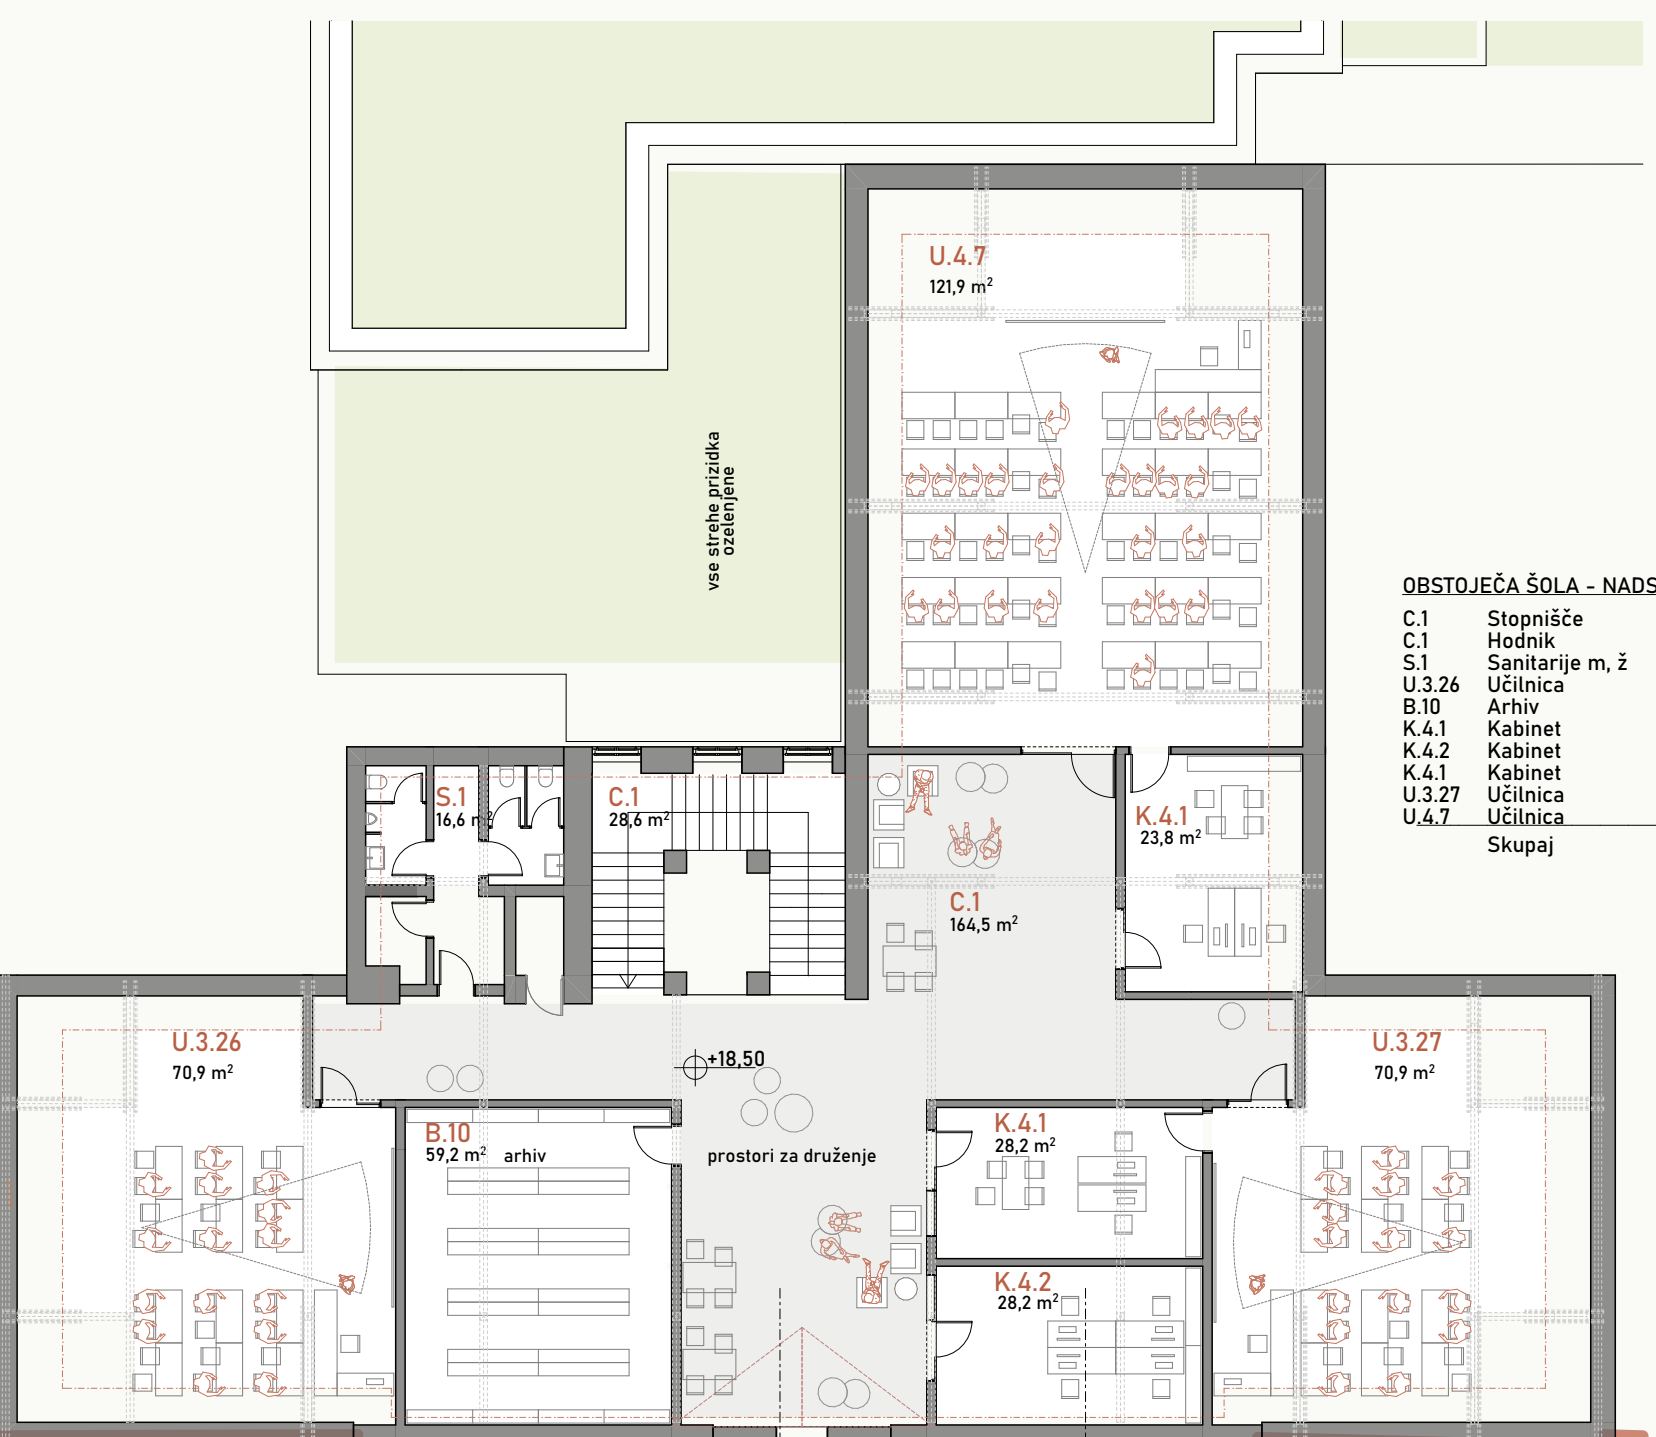 U.4.7
121,9 m²
vse strehe prizidka
ozelenjene
OBSTOJEČA ŠOLA - NADS
C.1 Stopnišče
C.1 Hodnik
S.1 Sanitarije m, ž
U.3.26 Učilnica
B.10 Arhiv
K.4.1 Kabinet
K.4.2 Kabinet
K.4.1 Kabinet
U.3.27 Učilnica
U.4.7 Učilnica
Skupaj
S.1
16,6 m²
C.1
28,6 m²
K.4.1
23,8 m²
C.1
164,5 m²
U.3.26
70,9 m²
+18,50
U.3.27
70,9 m²
B.10
59,2 m² arhiv
prostori za druženje
K.4.1
28,2 m²
K.4.2
28,2 m²